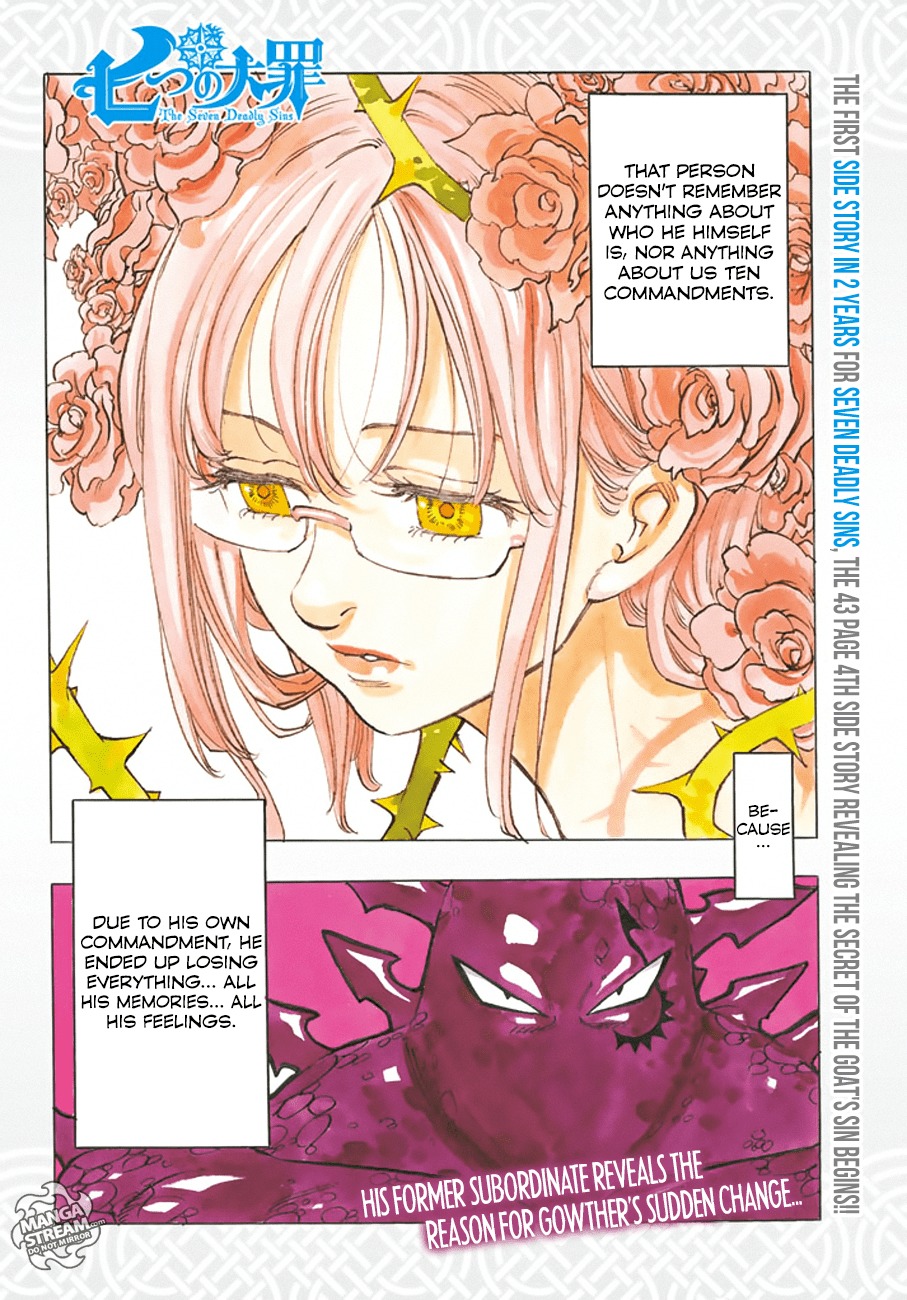 七つの大罪
The Seven Deadly Sins
THAT PERSON
DOESN'T REMEMBER
ANYTHING ABOUT
WHO HE HIMSELF
IS, NOR ANYTHING
ABOUT US TEN
COMMANDMENTS.
THE FIRST SIDE STORY IN 2 YEARS FOR SEVEN DEADLY SINS, THE 43 PAGE 4TH SIDE STORY REVEALING THE SECRET OF THE GOAT'S SIN BEGINS!!
BE-
CAUSE
...
DUE TO HIS OWN
COMMANDMENT, HE
ENDED UP LOSING
EVERYTHING... ALL
HIS MEMORIES... ALL
HIS FEELINGS.
HIS FORMER SUBORDINATE REVEALS THE
REASON FOR GOWTHER'S SUDDEN CHANGE...
MANGA
STREAM.com
DO NOT MIRROR